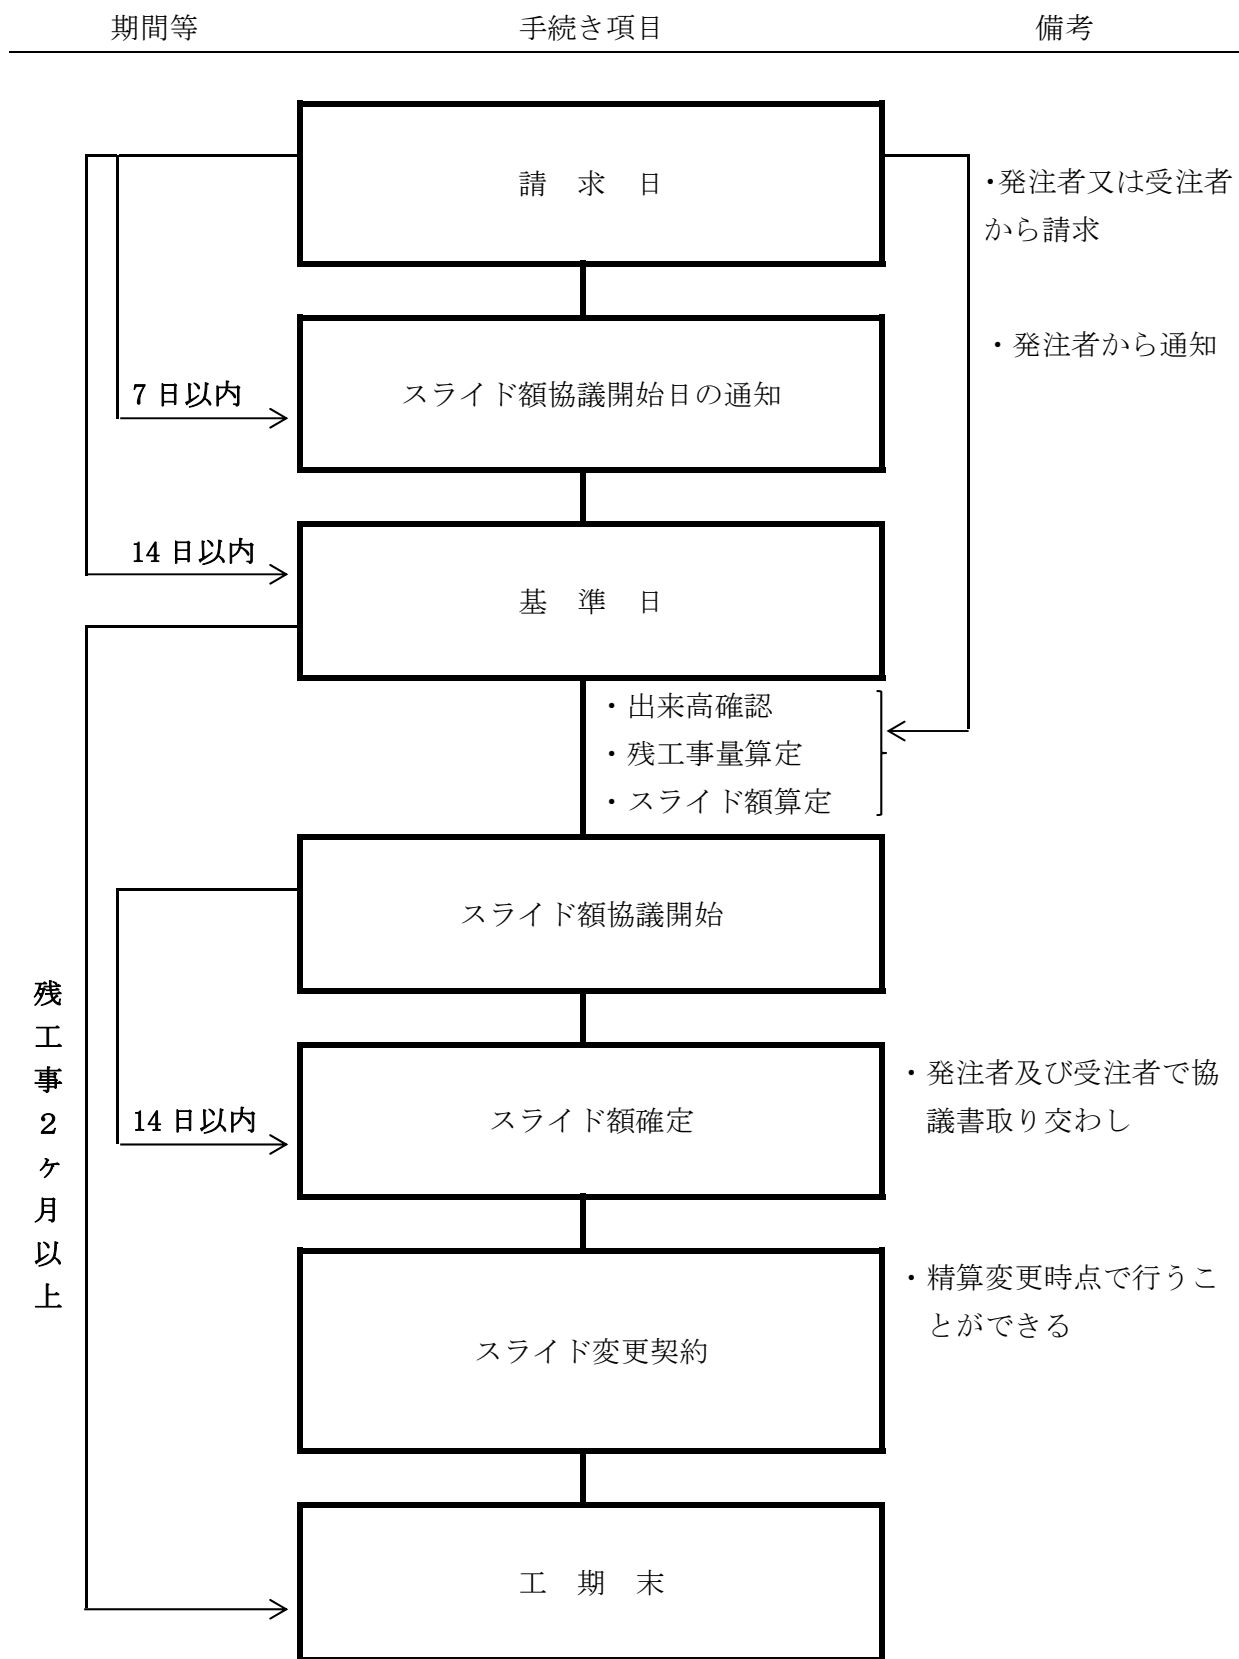 期間等
手続き項目
備考
請 求 日
・発注者又は受注者
から請求
・発注者から通知
7 日以内
スライド額協議開始日の通知
14 日以内
基 準 日
・出来高確認
・残工事量算定
・スライド額算定
スライド額協議開始
残工事２ヶ月以上
・発注者及び受注者で協
議書取り交わし
14 日以内
スライド額確定
・精算変更時点で行うこ
とができる
スライド変更契約
工 期 末